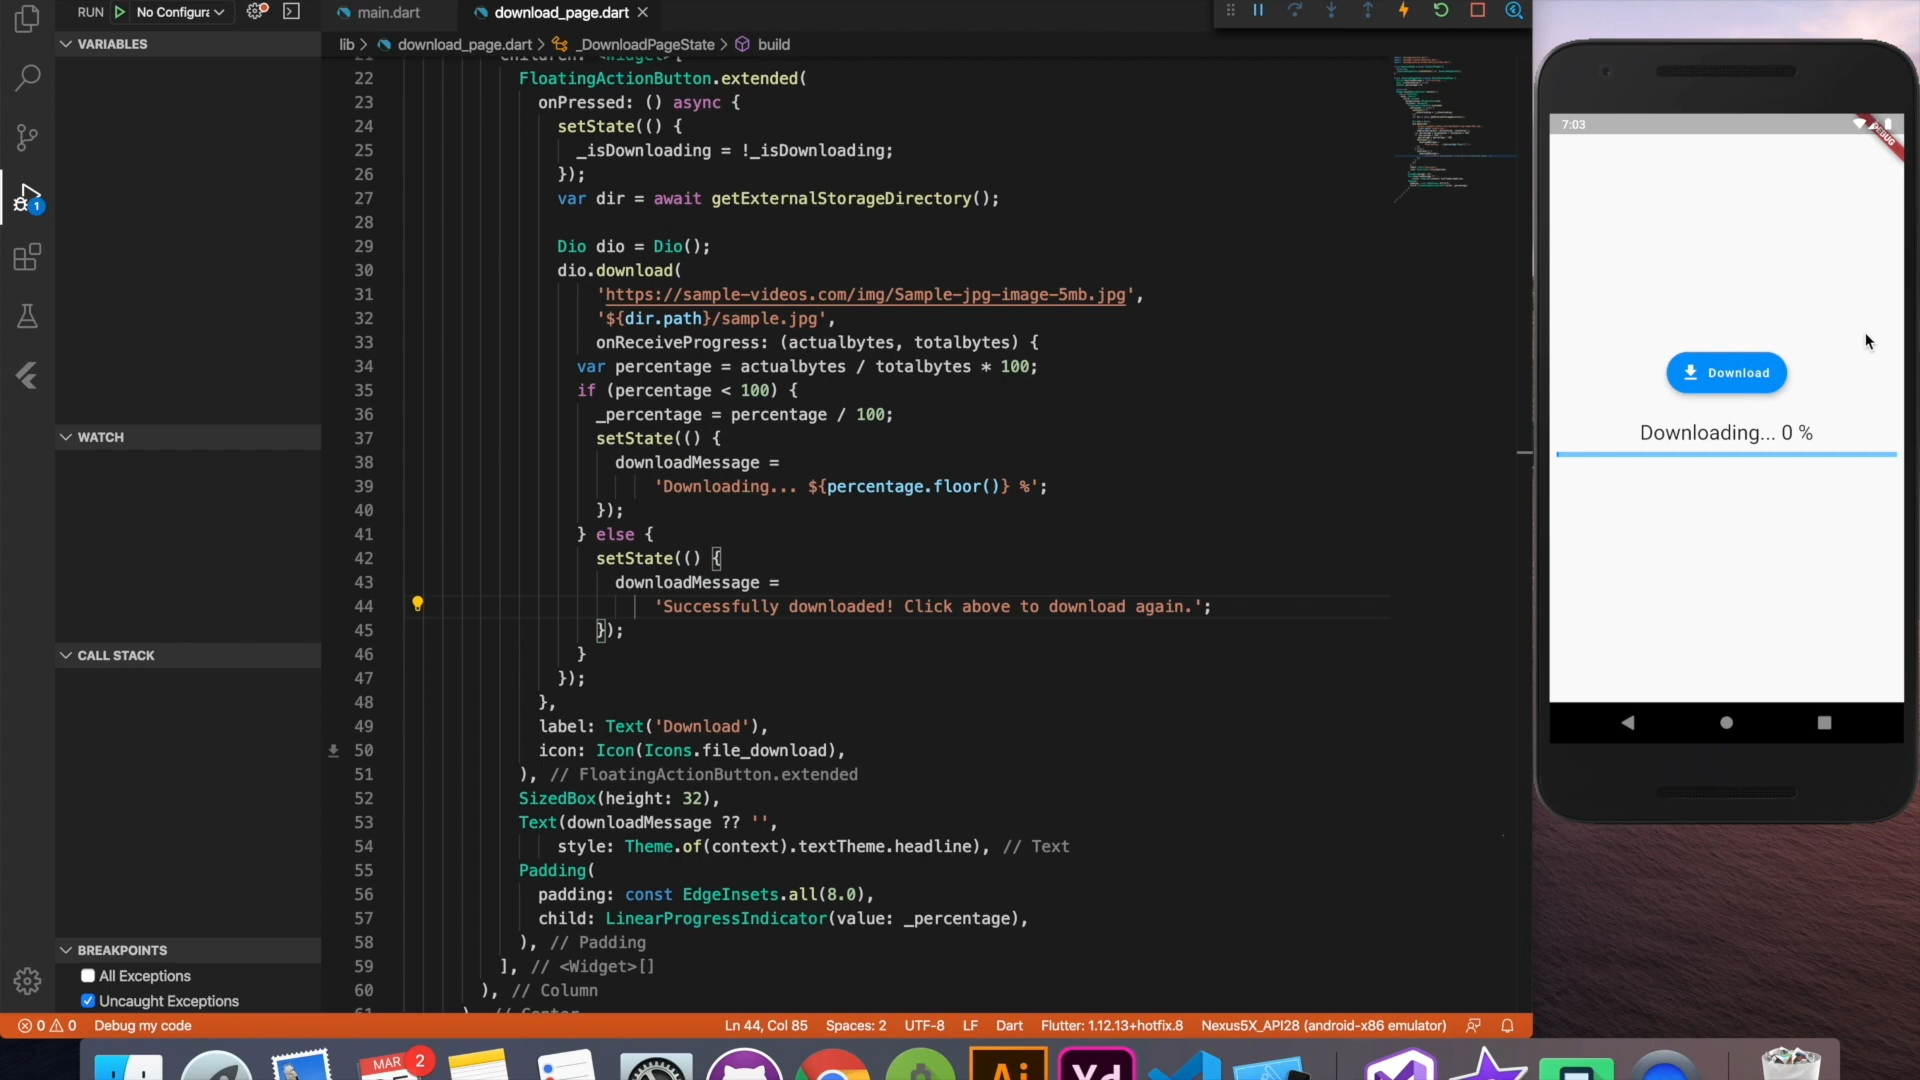 RUN No Configura
main.dart
download_page.dart
VARIABLES
lib > download_page.dart > _DownloadPageState > build
22 FloatingActionButton.extended(
23 onPressed: () async {
24 setState(() {
25 _isDownloading = !_isDownloading;
26 });
27 var dir = await getExternalStorageDirectory();
28
29 Dio dio = Dio();
30 dio.download(
31 'https://sample-videos.com/img/Sample-jpg-image-5mb.jpg',
32 '${dir.path}/sample.jpg',
33 onReceiveProgress: (actualbytes, totalbytes) {
34 var percentage = actualbytes / totalbytes * 100;
35 if (percentage < 100) {
36 _percentage = percentage / 100;
37 setState(() {
38 downloadMessage =
39 'Downloading... ${percentage.floor()} %';
40 });
41 } else {
42 setState(() {
43 downloadMessage =
44 'Successfully downloaded! Click above to download again.';
45 });
46 }
47 });
48 },
49 label: Text('Download'),
50 icon: Icon(Icons.file_download),
51 ), // FloatingActionButton.extended
52 SizedBox(height: 32),
53 Text(downloadMessage ?? '',
54 style: Theme.of(context).textTheme.headline), // Text
55 Padding(
56 padding: const EdgeInsets.all(8.0),
57 child: LinearProgressIndicator(value: _percentage),
58 ), // Padding
59 ], // <Widget>[]
60 ), // Column
1
WATCH
CALL STACK
BREAKPOINTS
All Exceptions
Uncaught Exceptions
7:03
DEBUG
Download
Downloading... 0 %
0 0 Debug my code
Ln 44, Col 85 Spaces: 2 UTF-8 LF Dart Flutter: 1.12.13+hotfix.8 Nexus5X_API28 (android-x86 emulator)
MAR 2
Ai
Xd